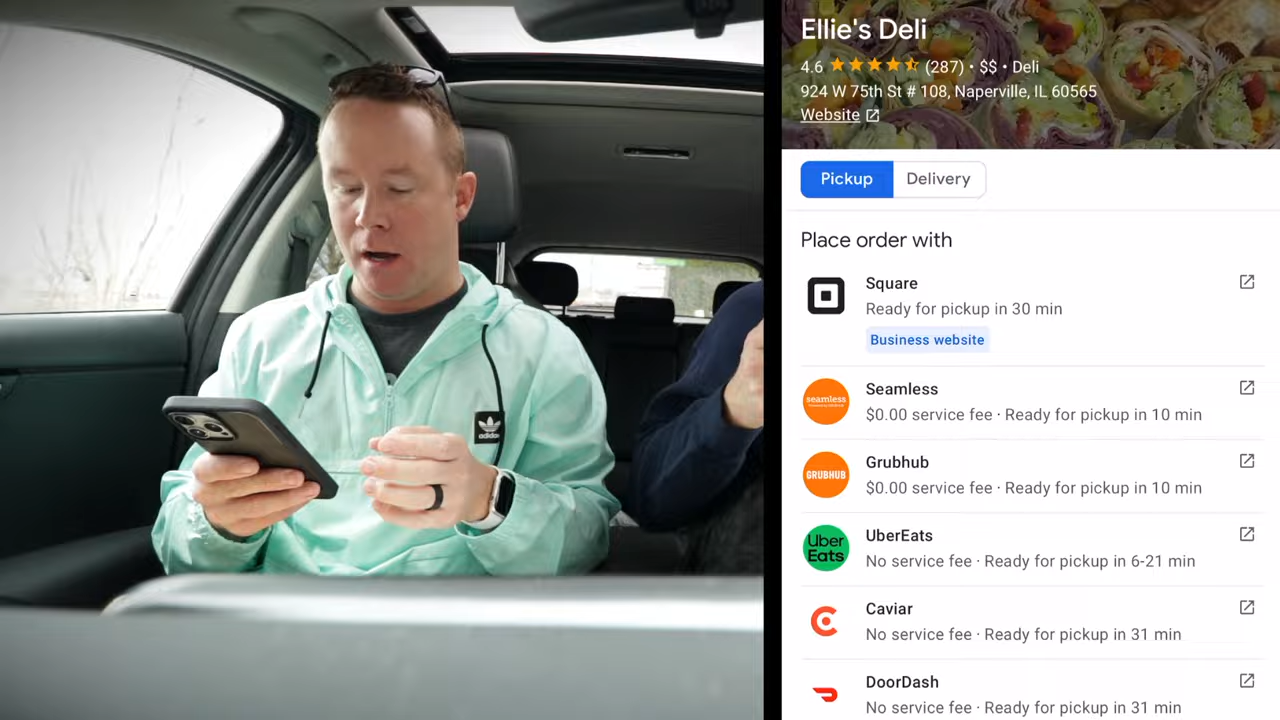 Ellie's Deli
4.6 (287) • $$ • Deli
924 W 75th St # 108, Naperville, IL 60565
Website
Pickup
Delivery
Place order with
Square
Ready for pickup in 30 min
Business website
seamless
Seamless
$0.00 service fee · Ready for pickup in 10 min
GRUBHUB
Grubhub
$0.00 service fee · Ready for pickup in 10 min
Uber
Eats
UberEats
No service fee · Ready for pickup in 6-21 min
Caviar
No service fee · Ready for pickup in 31 min
DoorDash
No service fee · Ready for pickup in 31 min
adidas